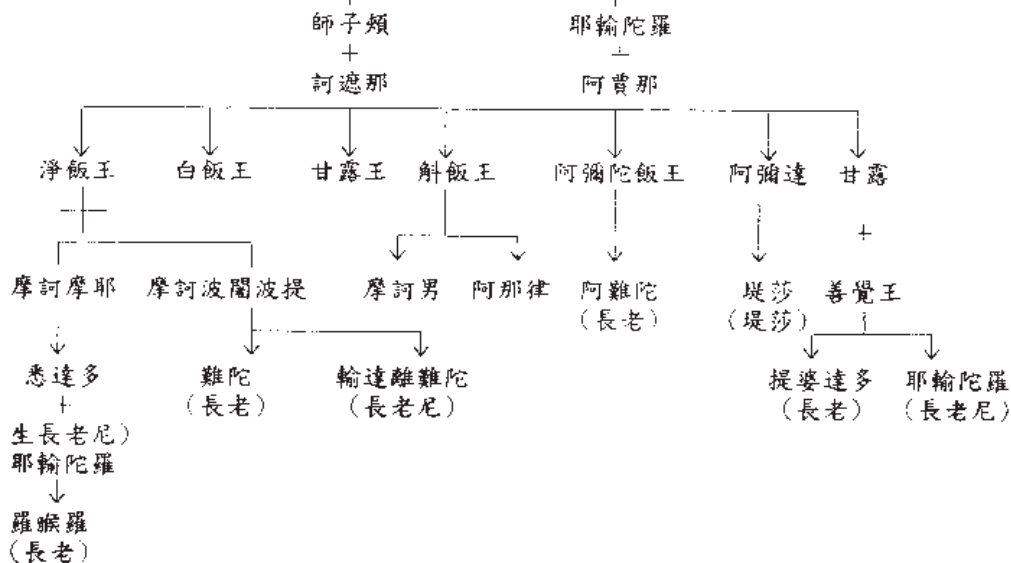 師子頰 耶輸陀羅
訶遮那 阿賁那
淨飯王 白飯王 甘露王 斛飯王 阿彌陀飯王 阿彌達 甘露
摩訶摩耶 摩訶波闍波提 摩訶男 阿那律 阿難陀 堤莎 善覺王
(長老) (堤莎)
悉達多 難陀 輸達離難陀 提婆達多 耶輸陀羅
(長老) (長老尼) (長老) (長老尼)
生長老尼)
耶輸陀羅
羅睺羅
(長老)